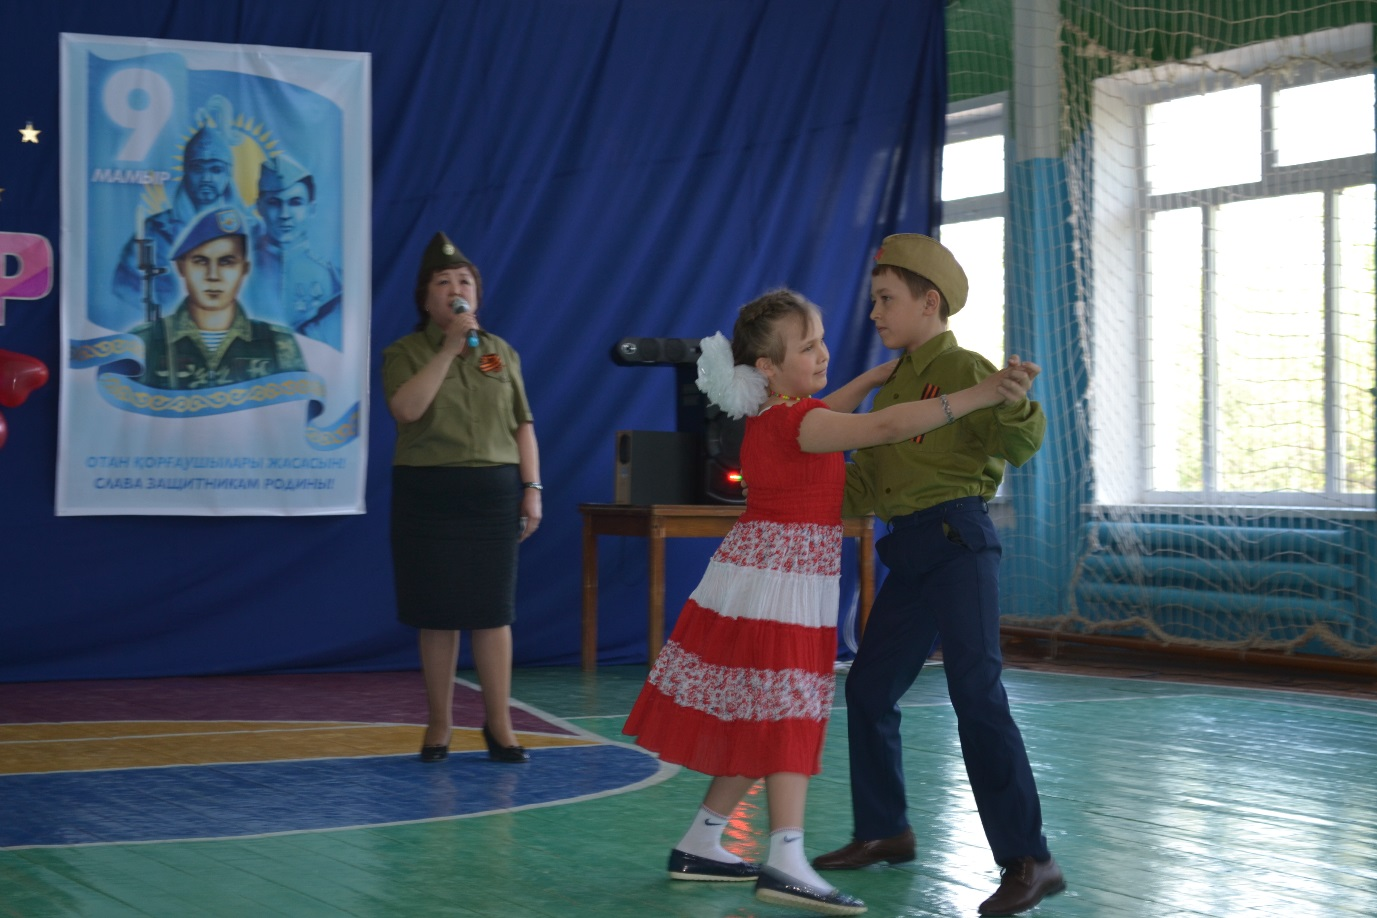 9
МАМЫР
Р
ОТАН ҚОРҒАУШЫЛАРЫ ЖАСАСЫН!
СЛАВА ЗАЩИТНИКАМ РОДИНЫ!